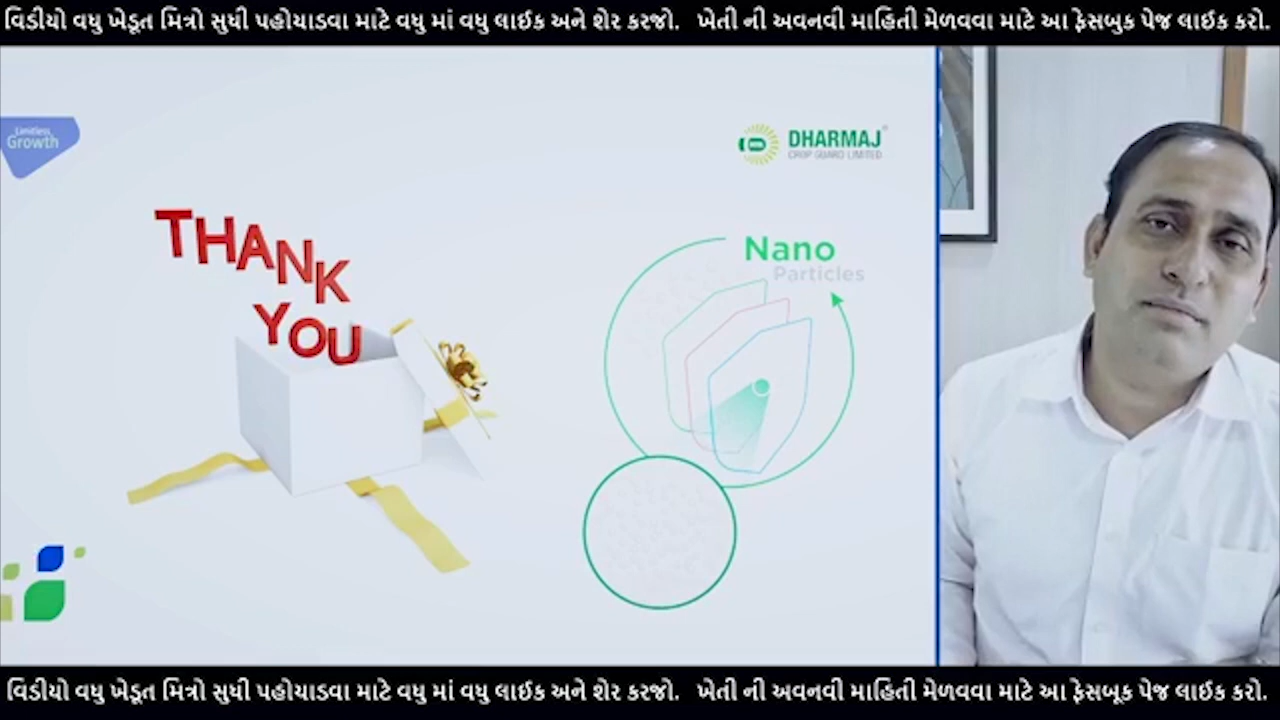 વિડીયો વધુ ખેડૂત મિત્રો સુધી પહોચાડવા માટે વધુ માં વધુ લાઈક અને શેર કરજો. ખેતી ની અવનવી માહિતી મેળવવા માટે આ ફેસબુક પેજ લાઈક કરો.
Limitless
Growth
DHARMAJ
CROP GUARD LIMITED
THANK
YOU
Nano
Particles
વિડીયો વધુ ખેડૂત મિત્રો સુધી પહોચાડવા માટે વધુ માં વધુ લાઈક અને શેર કરજો. ખેતી ની અવનવી માહિતી મેળવવા માટે આ ફેસબૂક પેજ લાઈક કરો.